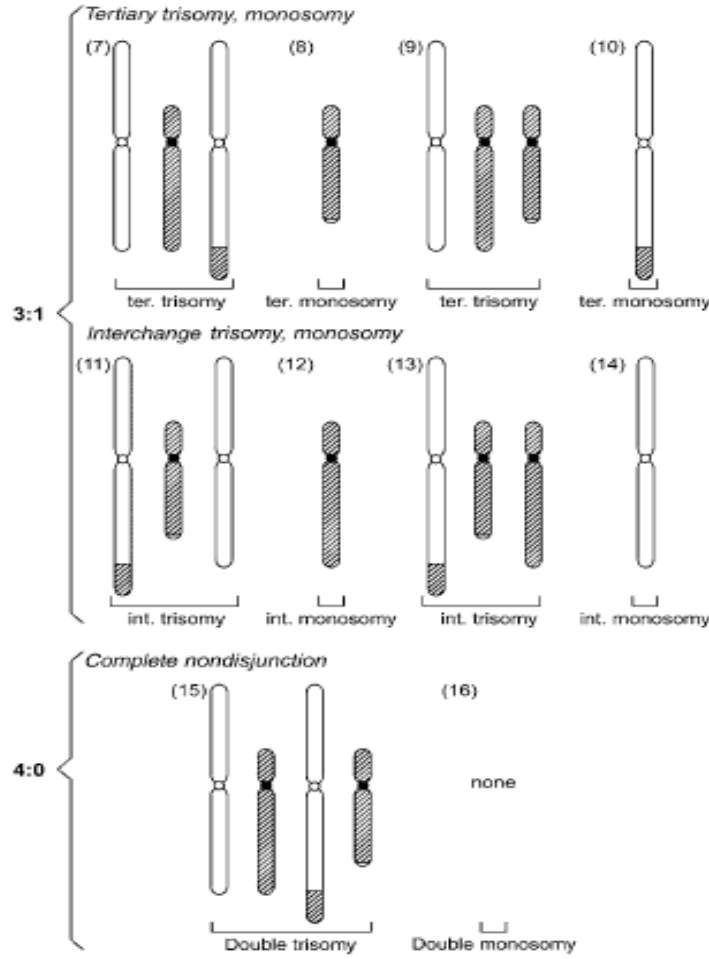 Tertiary trisomy, monosomy
(7) (8) (9) (10)
ter. trisomy ter. monosomy ter. trisomy ter. monosomy
3:1
Interchange trisomy, monosomy
(11) (12) (13) (14)
int. trisomy int. monosomy int. trisomy int. monosomy
Complete nondisjunction
(15) (16)
4:0
none
Double trisomy Double monosomy